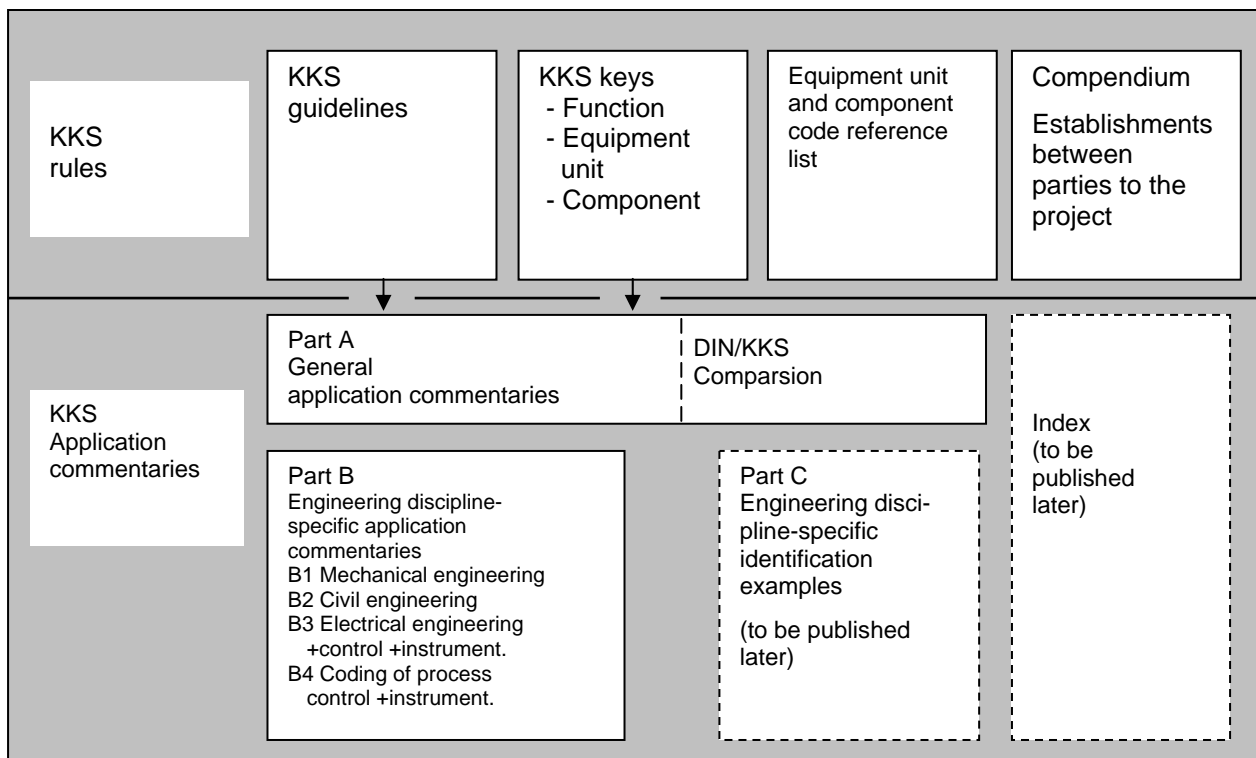 KKS
rules
KKS
guidelines
KKS keys
- Function
- Equipment
unit
- Component
Equipment unit
and component
code reference
list
Compendium
Establishments
between
parties to the
project
KKS
Application
commentaries
Part A
General
application commentaries
DIN/KKS
Comparsion
Part B
Engineering discipline-
specific application
commentaries
B1 Mechanical engineering
B2 Civil engineering
B3 Electrical engineering
+control +instrument.
B4 Coding of process
control +instrument.
Part C
Engineering disci-
pline-specific
identification
examples
(to be published
later)
Index
(to be
published
later)